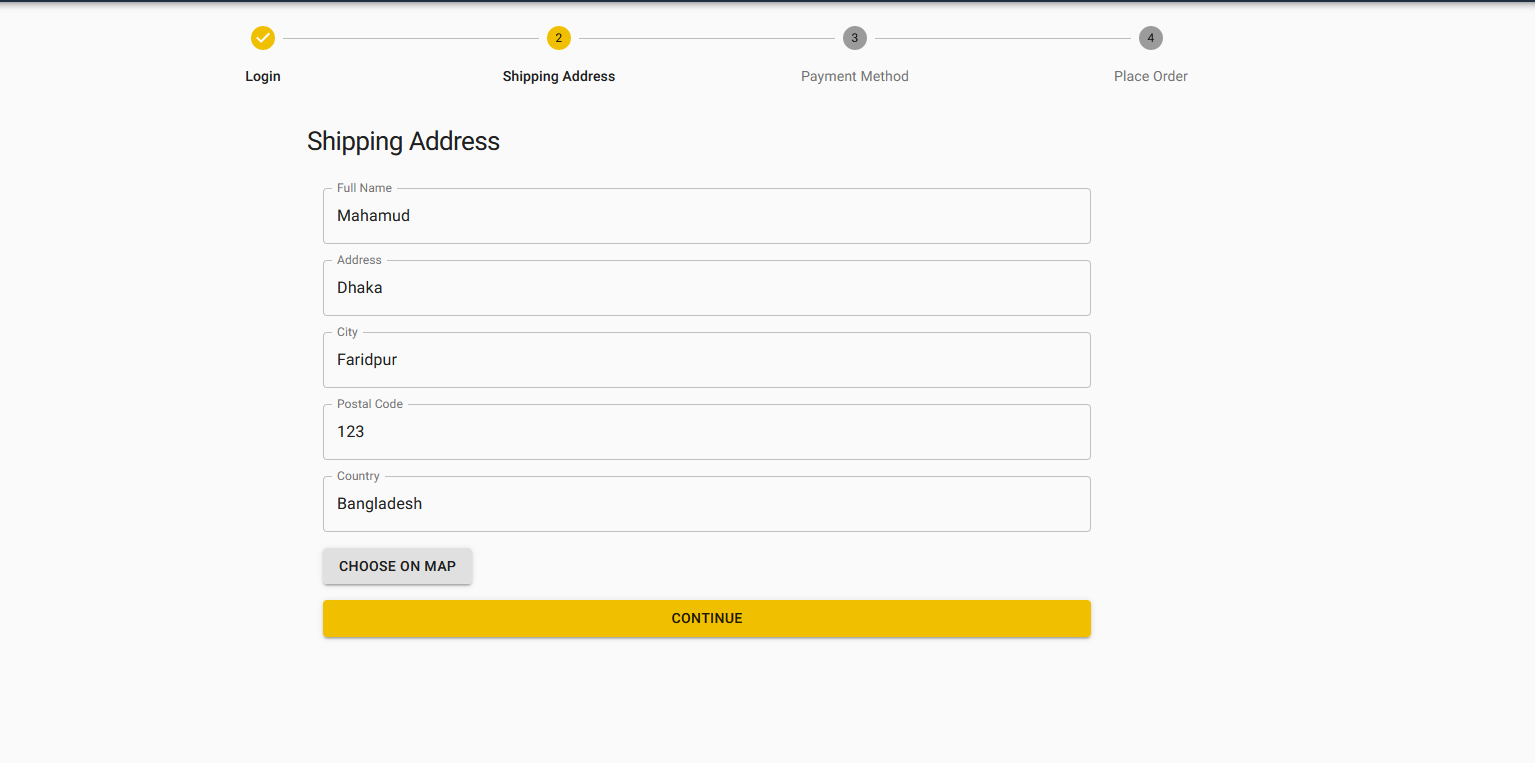 2 3 4
Login Shipping Address Payment Method Place Order
Shipping Address
Full Name
Mahamud
Address
Dhaka
City
Faridpur
Postal Code
123
Country
Bangladesh
CHOOSE ON MAP
CONTINUE